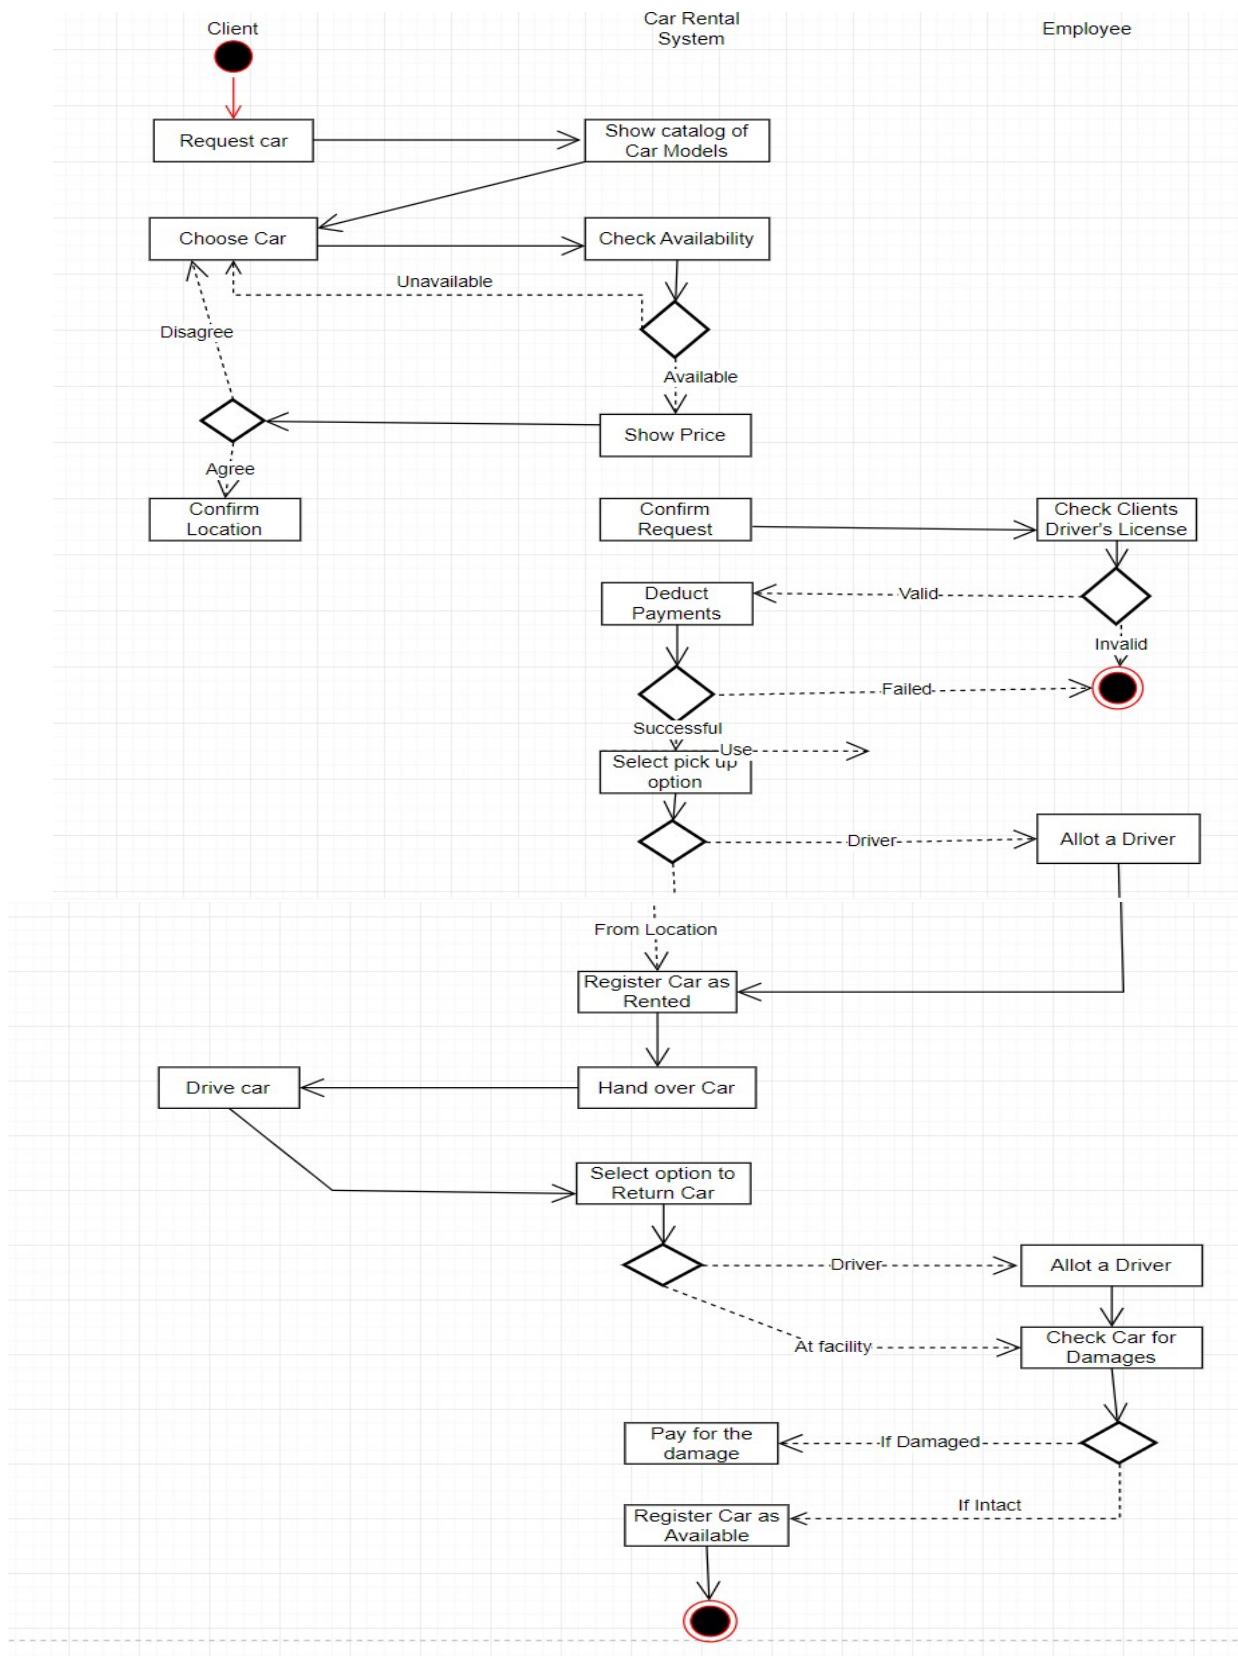 Client
Car Rental
System
Employee
Request car
Show catalog of
Car Models
Choose Car
Check Availability
Unavailable
Disagree
Available
Show Price
Agree
Confirm
Location
Confirm
Request
Check Clients
Driver's License
Deduct
Payments
Valid
Invalid
Failed
Successful
Use
Select pick up
option
Driver
Allot a Driver
From Location
Register Car as
Rented
Drive car
Hand over Car
Select option to
Return Car
Driver
Allot a Driver
At facility
Check Car for
Damages
Pay for the
damage
If Damaged
If Intact
Register Car as
Available